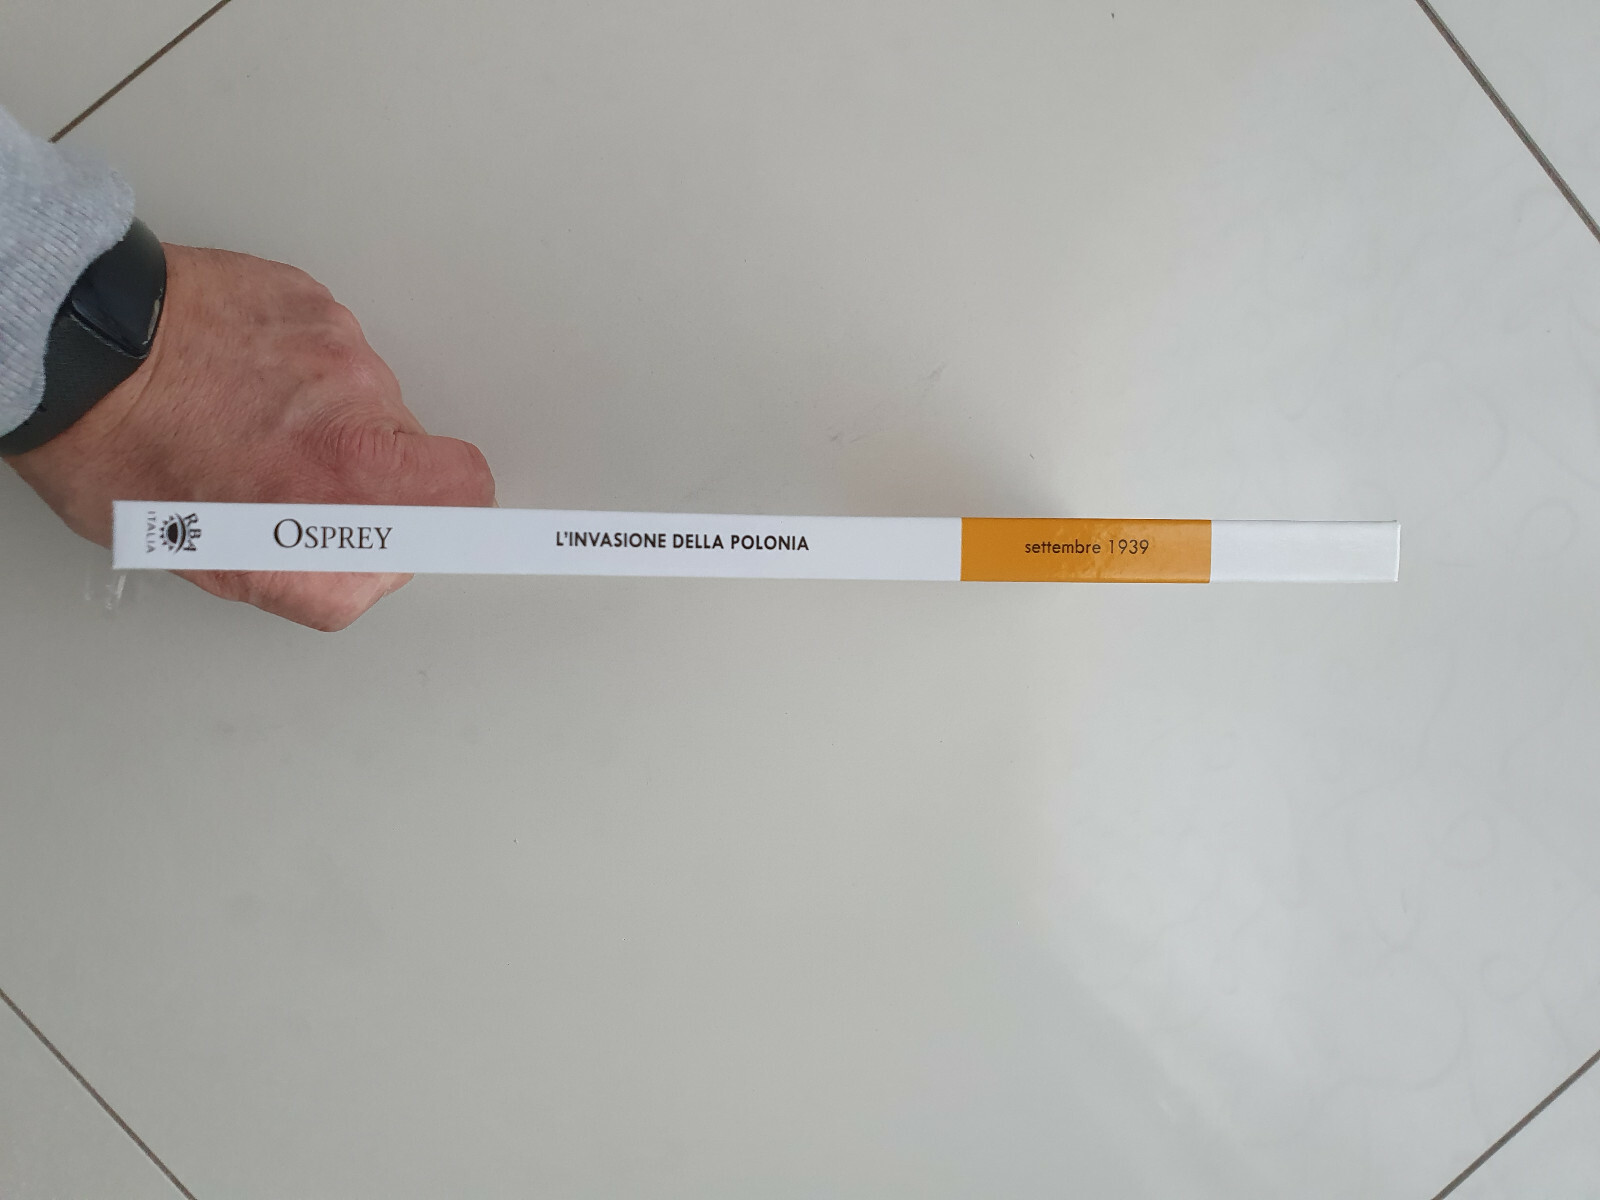 RBA
ITALIA
OSPREY
L'INVASIONE DELLA POLONIA
settembre 1939